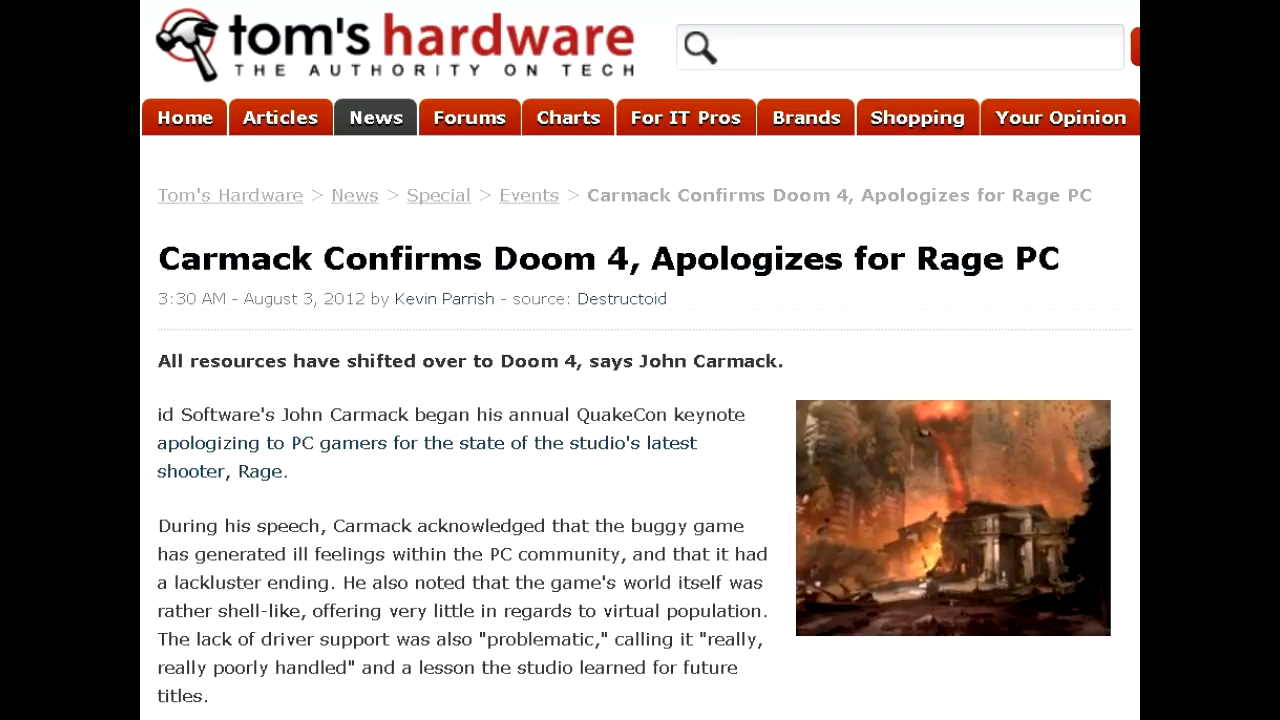 tom's hardware
THE AUTHORITY ON TECH
Home Articles News Forums Charts For IT Pros Brands Shopping Your Opinion
Tom's Hardware > News > Special > Events > Carmack Confirms Doom 4, Apologizes for Rage PC
Carmack Confirms Doom 4, Apologizes for Rage PC
3:30 AM - August 3, 2012 by Kevin Parrish - source: Destructoid
All resources have shifted over to Doom 4, says John Carmack.
id Software's John Carmack began his annual QuakeCon keynote
apologizing to PC gamers for the state of the studio's latest
shooter, Rage.
During his speech, Carmack acknowledged that the buggy game
has generated ill feelings within the PC community, and that it had
a lackluster ending. He also noted that the game's world itself was
rather shell-like, offering very little in regards to virtual population.
The lack of driver support was also "problematic," calling it "really,
really poorly handled" and a lesson the studio learned for future
titles.